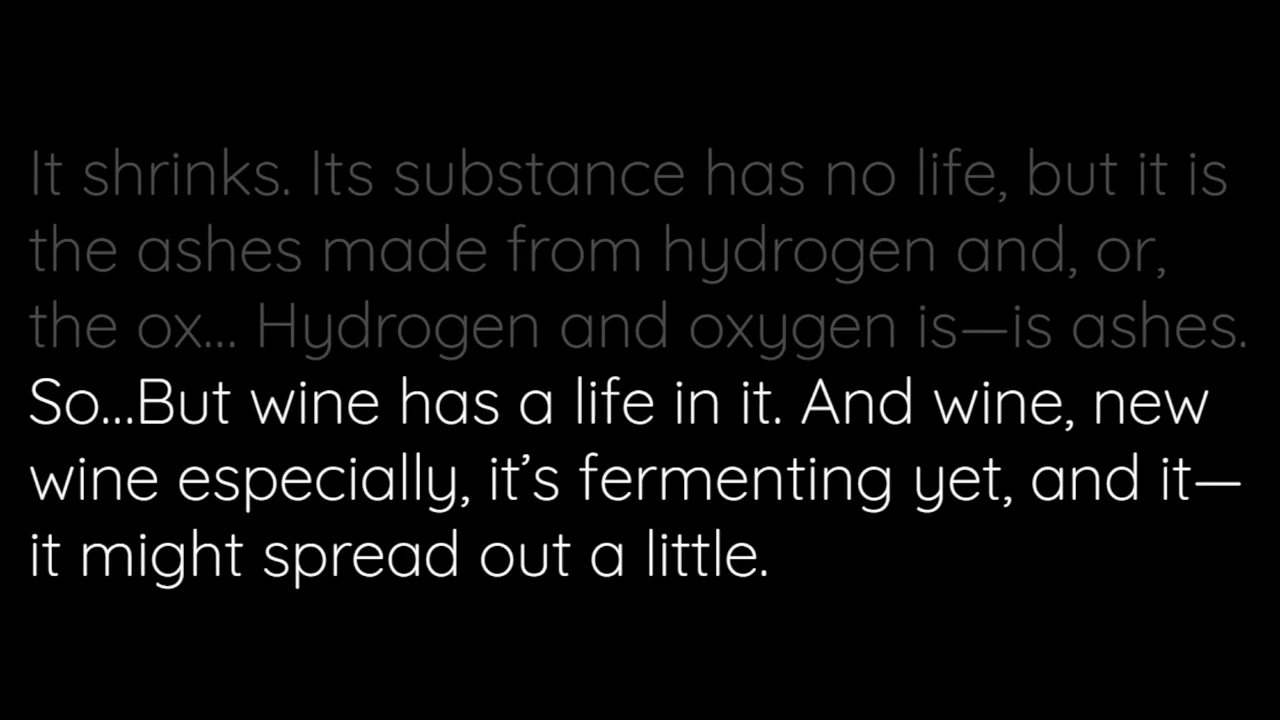 It shrinks. Its substance has no life, but it is
the ashes made from hydrogen and, or,
the ox... Hydrogen and oxygen is—is ashes.
So...But wine has a life in it. And wine, new
wine especially, it’s fermenting yet, and it—
it might spread out a little.